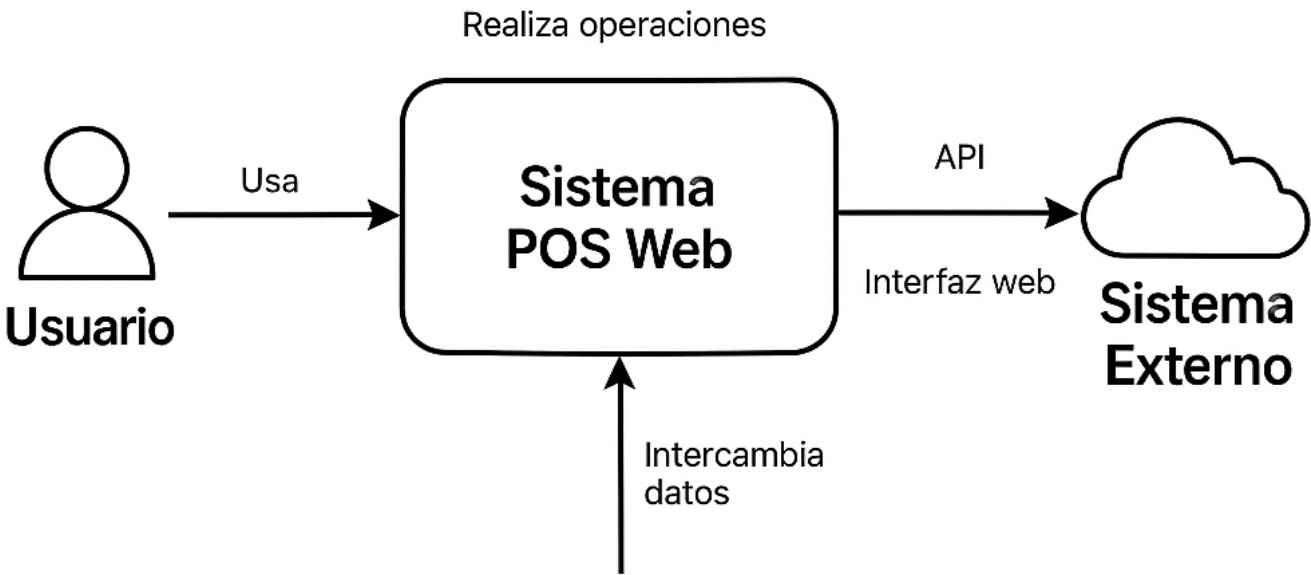 Realiza operaciones
Usa
Sistema
POS Web
API
Interfaz web
Usuario
Sistema
Externo
Intercambia
datos